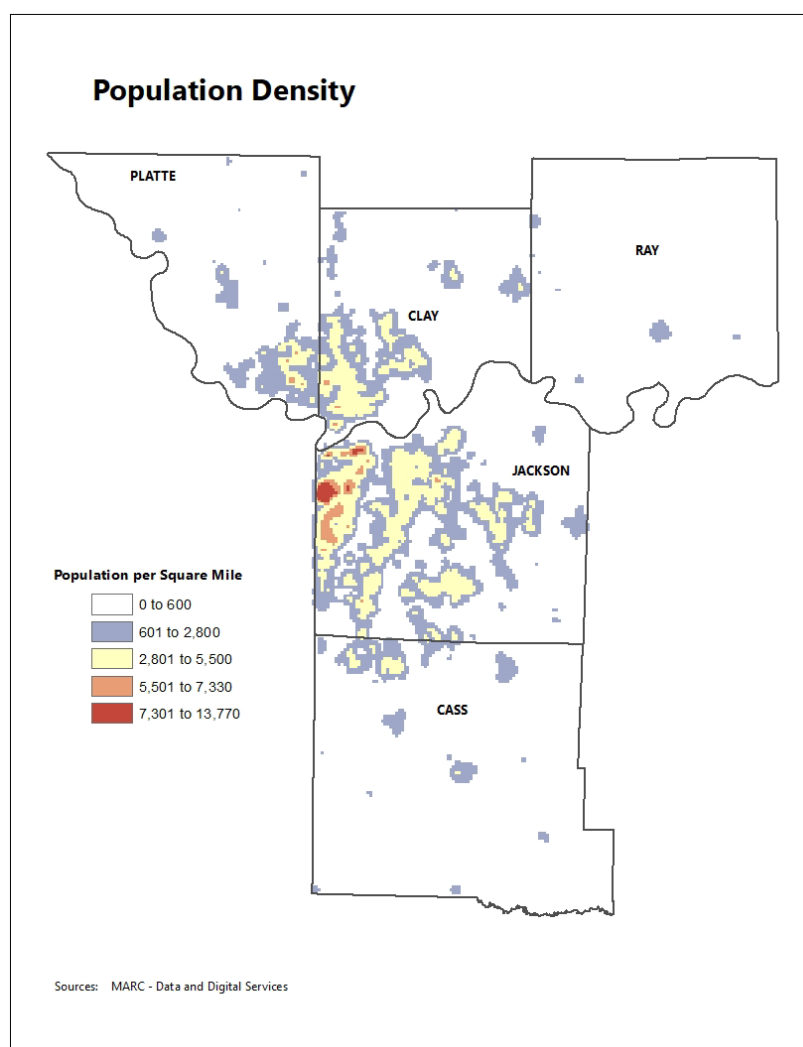 Population Density
PLATTE
RAY
CLAY
JACKSON
Population per Square Mile
0 to 600
601 to 2,800
2,801 to 5,500
5,501 to 7,330
7,301 to 13,770
CASS
Sources: MARC - Data and Digital Services